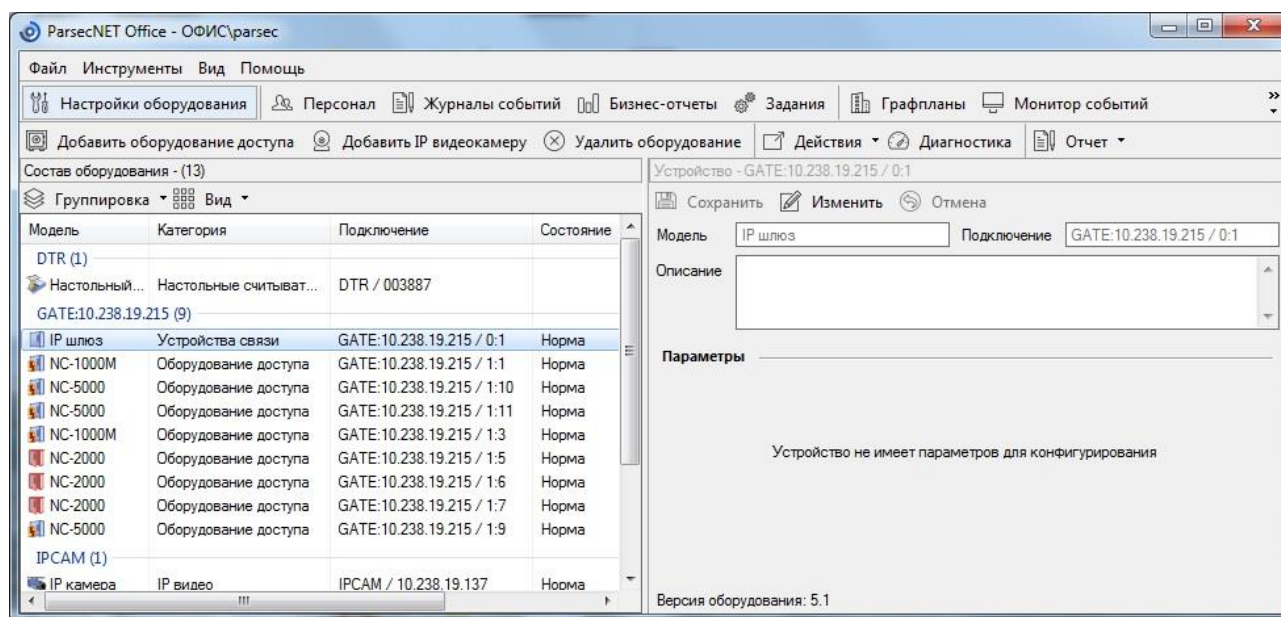 ParsecNET Office - ОФИС\parsec
Файл Инструменты Вид Помощь
Настройки оборудования Персонал Журналы событий Бизнес-отчеты Задания Графпланы Монитор событий
Добавить оборудование доступа Добавить IP видеокамеру Удалить оборудование Действия Диагностика Отчет
Состав оборудования - (13)
Группировка Вид
Модель Категория Подключение Состояние
DTR (1)
Настольный... Настольные считыват... DTR / 003887
GATE:10.238.19.215 (9)
IP шлюз Устройства связи GATE:10.238.19.215 / 0:1 Норма
NC-1000M Оборудование доступа GATE:10.238.19.215 / 1:1 Норма
NC-5000 Оборудование доступа GATE:10.238.19.215 / 1:10 Норма
NC-5000 Оборудование доступа GATE:10.238.19.215 / 1:11 Норма
NC-1000M Оборудование доступа GATE:10.238.19.215 / 1:3 Норма
NC-2000 Оборудование доступа GATE:10.238.19.215 / 1:5 Норма
NC-2000 Оборудование доступа GATE:10.238.19.215 / 1:6 Норма
NC-2000 Оборудование доступа GATE:10.238.19.215 / 1:7 Норма
NC-5000 Оборудование доступа GATE:10.238.19.215 / 1:9 Норма
IPCAM (1)
IP камера IP видео IPCAM / 10.238.19.137 Норма
Устройство - GATE:10.238.19.215 / 0:1
Сохранить Изменить Отмена
Модель IP шлюз Подключение GATE:10.238.19.215 / 0:1
Описание
Параметры
Устройство не имеет параметров для конфигурирования
Версия оборудования: 5.1